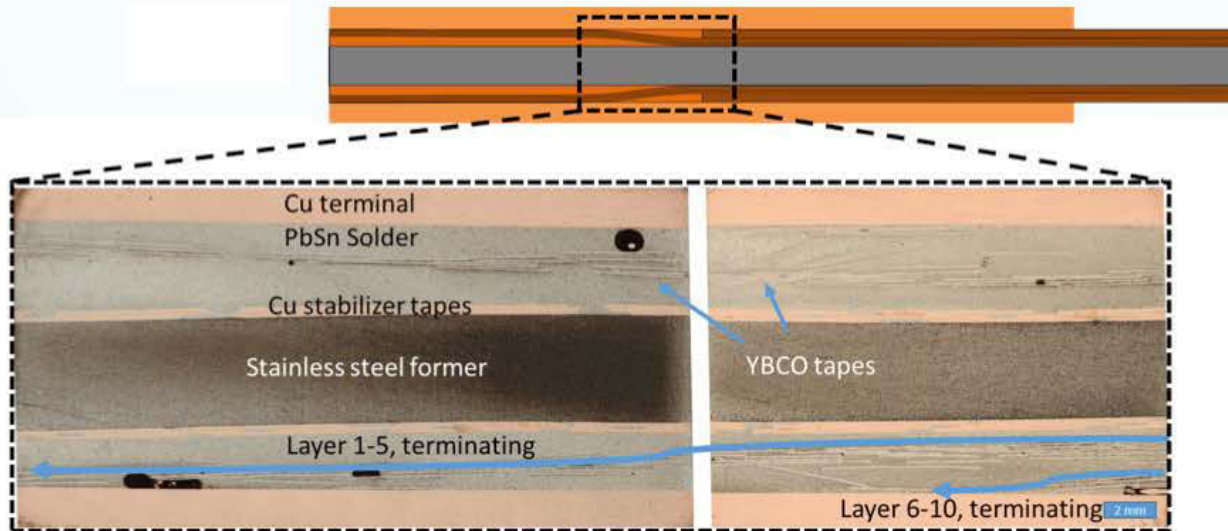 Cu terminal
PbSn Solder
Cu stabilizer tapes
Stainless steel former
YBCO tapes
Layer 1-5, terminating
Layer 6-10, terminating
2 mm